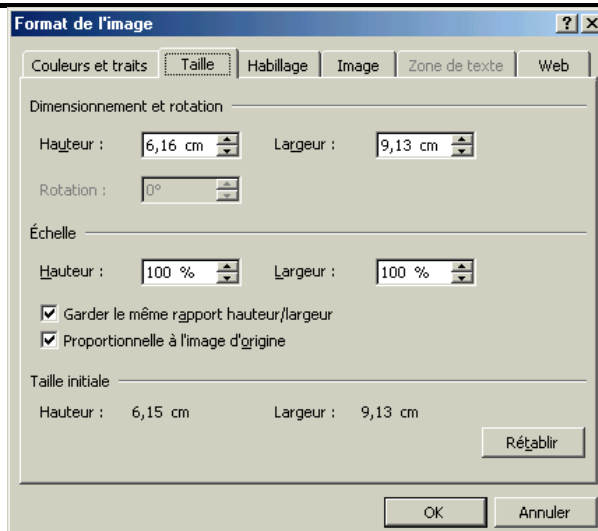 Format de l'image
Couleurs et traits Taille Habillage Image Zone de texte Web
Dimensionnement et rotation
Hauteur : 6,16 cm Largeur : 9,13 cm
Rotation : 0°
Échelle
Hauteur : 100 % Largeur : 100 %
Garder le même rapport hauteur/largeur
Proportionnelle à l'image d'origine
Taille initiale
Hauteur : 6,15 cm Largeur : 9,13 cm
Rétablir
OK Annuler